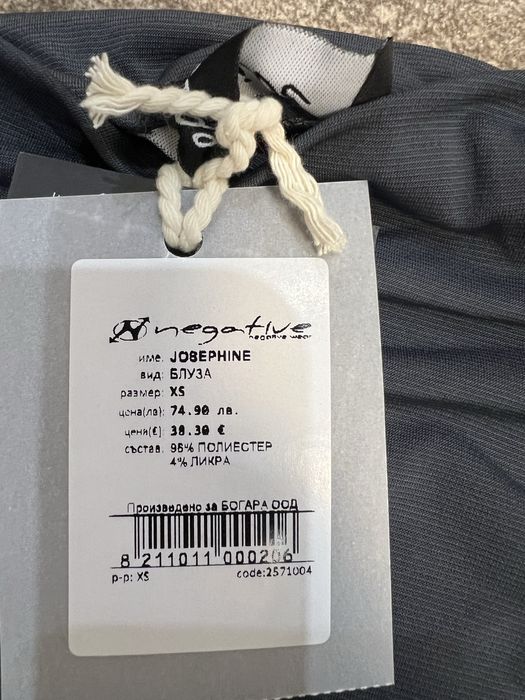 negative
negative wear
име: JOSEPHINE
вид: БЛУЗА
размер: XS
цена(лв): 74.90 лв.
цени(€): 38.30 €
състав: 96% ПОЛИЕСТЕР
4% ЛИКРА
Произведено за БОГАРА ООД
8 211011 000206
р-р: XS code:2571004